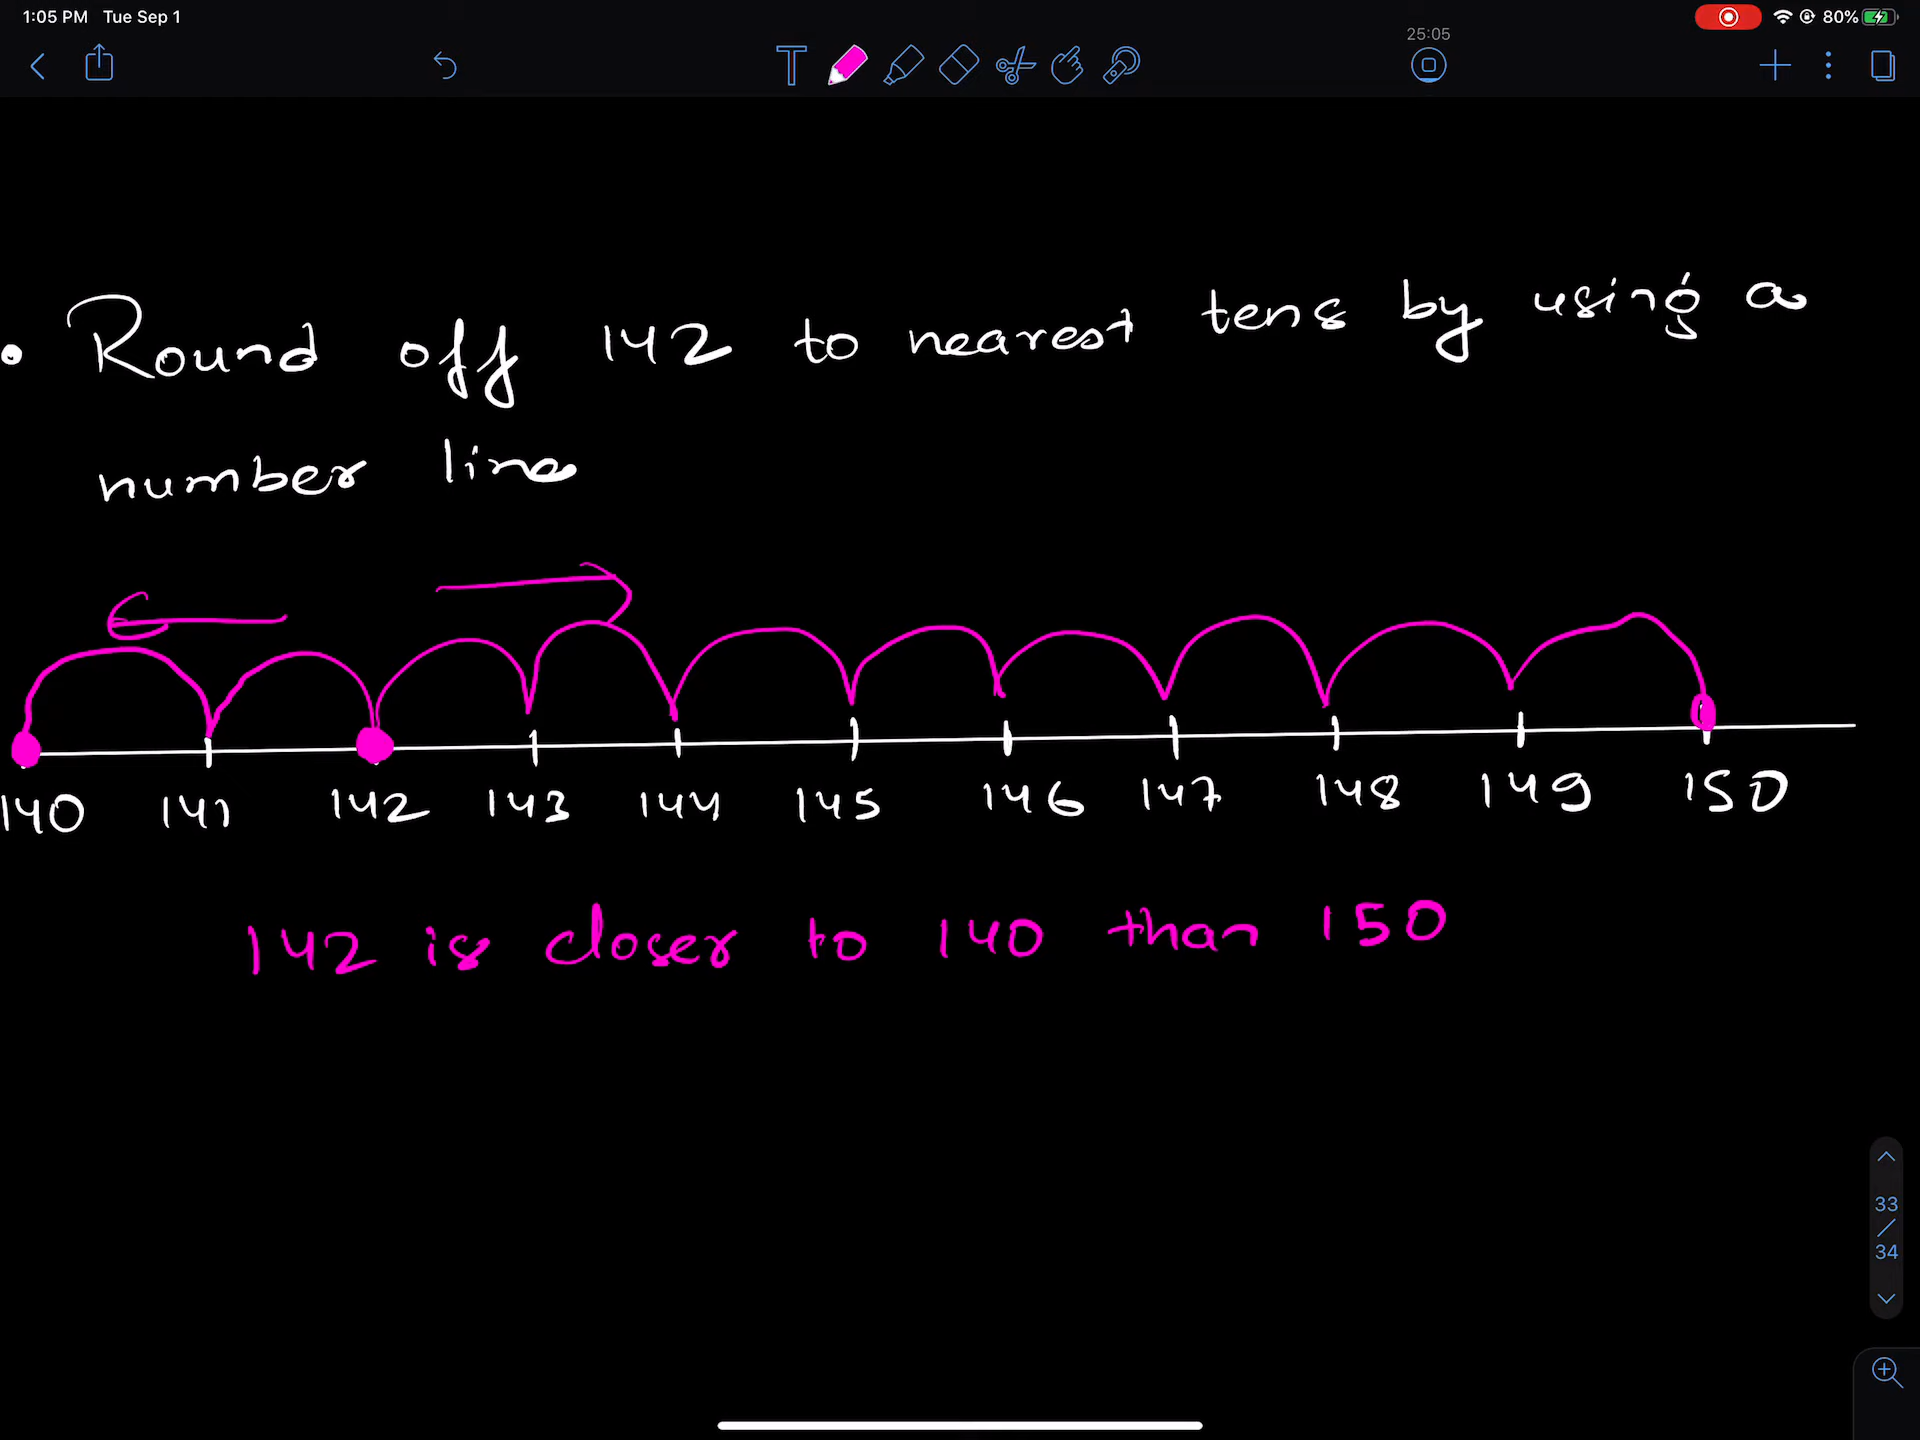 1:05 PM Tue Sep 1
80%
25:05
T
• Round off 142 to nearest tens by using a
number line
140 141 142 143 144 145 146 147 148 149 150
142 is closer to 140 than 150
33
/
34